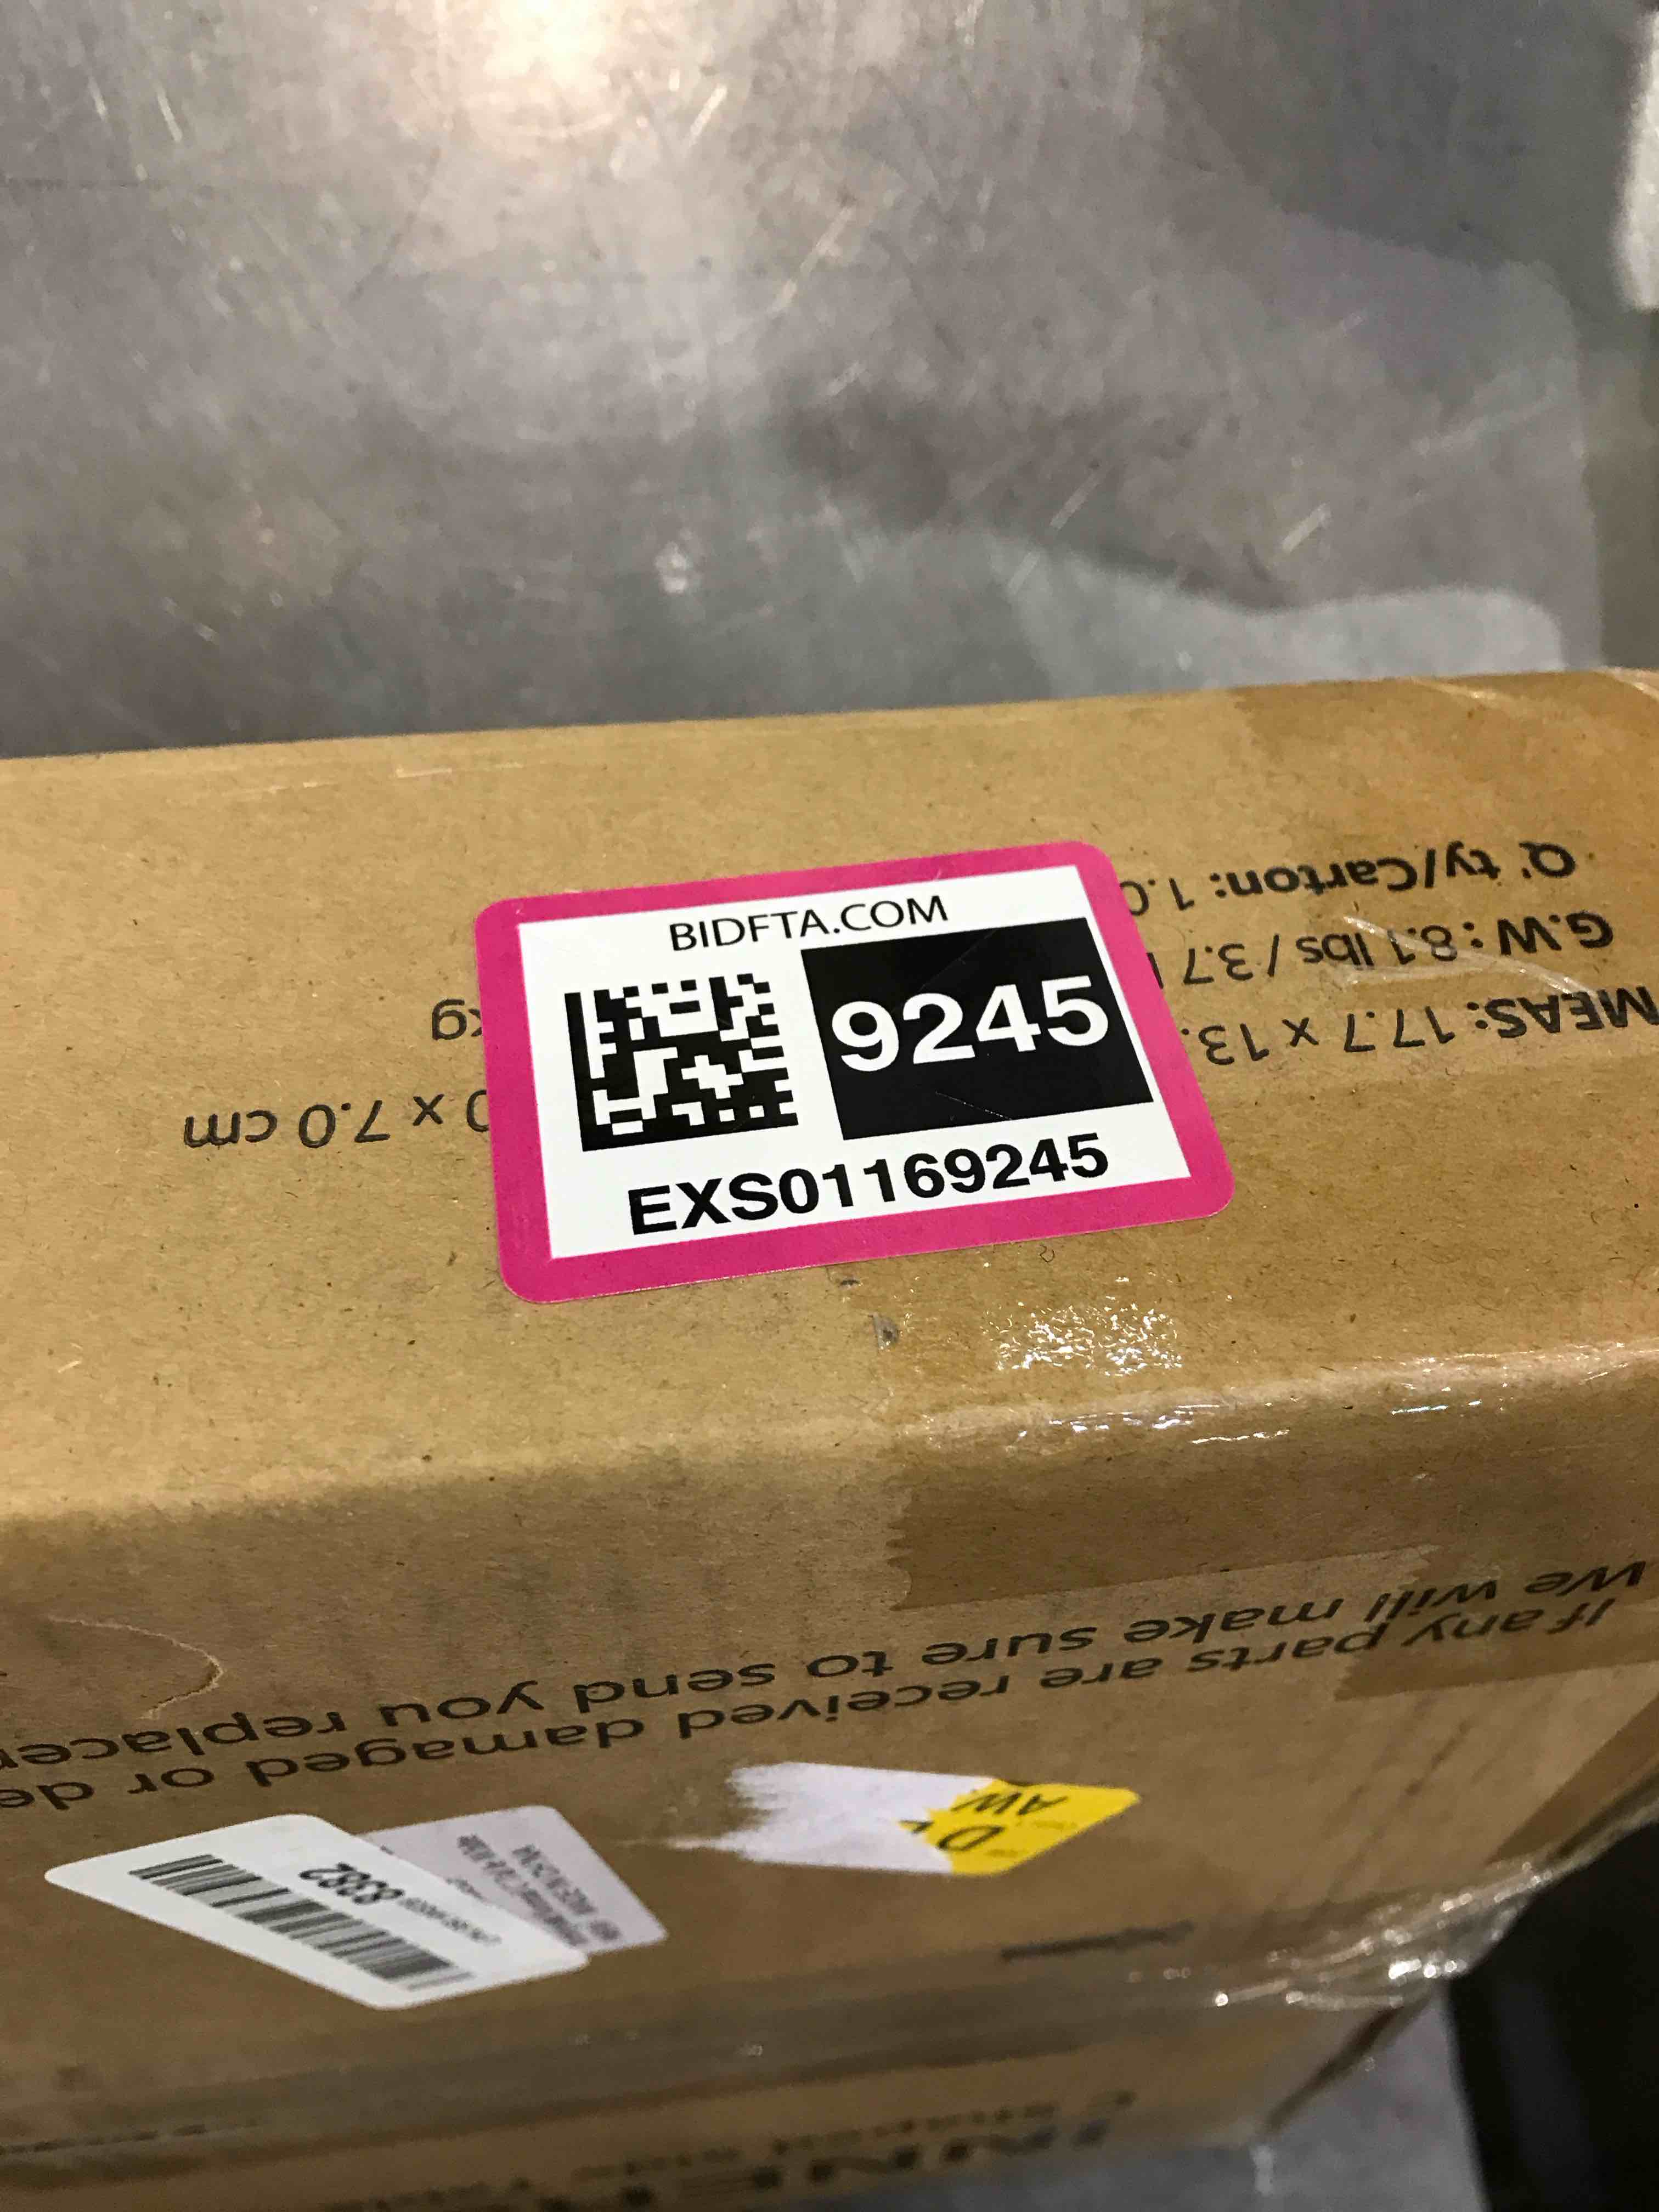 BIDFTA.COM
9245
EXS01169245
Q'ty/Carton: 1.0
G.W: 8.1 lbs / 3.7 kg
MEAS: 17.7 x 13.
0 x 7.0 cm
If any parts are received damaged or de
We will make sure to send you replacem
D
AW
8382